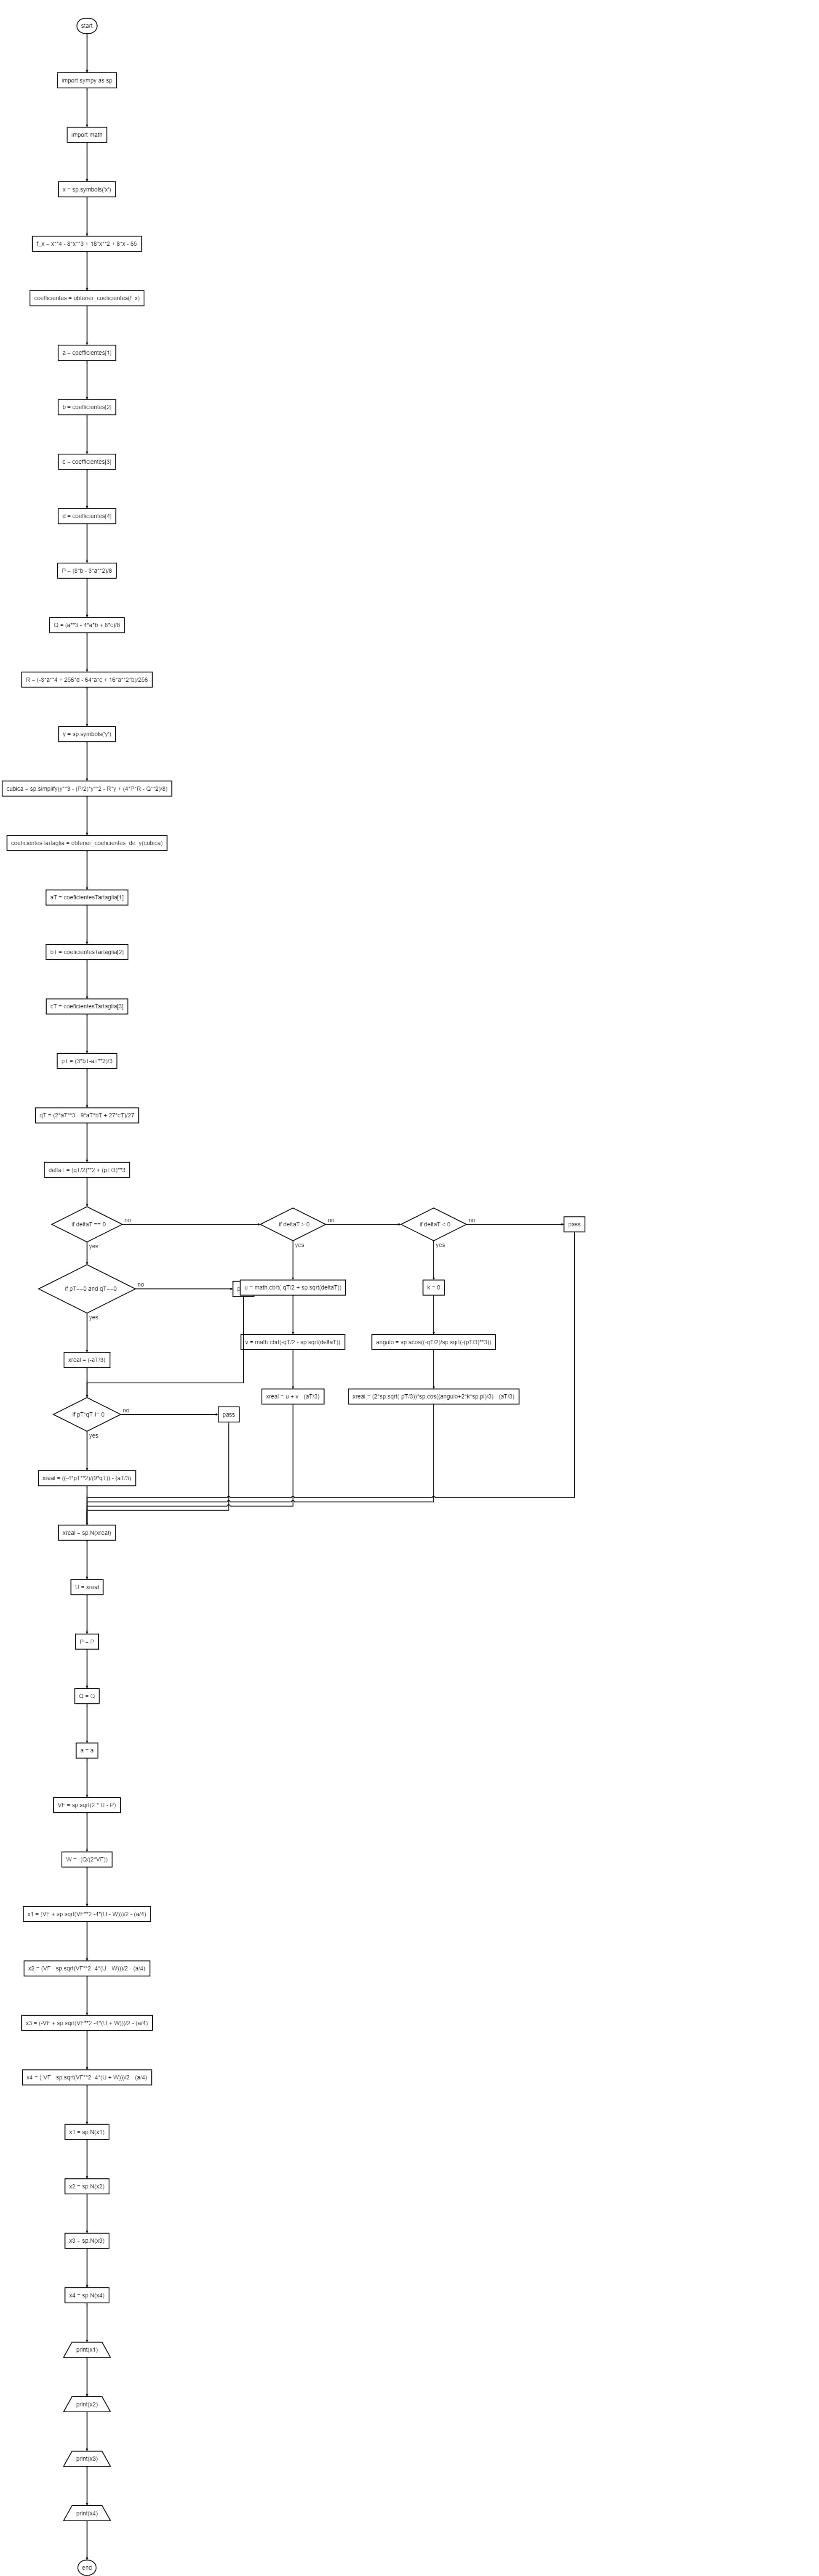 start
import sympy as sp
import math
x = sp.symbols('x')
f_x = x**4 - 8*x**3 + 18*x**2 + 8*x - 65
coefficientes = obtener_coeficientes(f_x)
a = coefficientes[1]
b = coefficientes[2]
c = coefficientes[3]
d = coefficientes[4]
P = (8*b - 3*a**2)/8
Q = (a**3 - 4*a*b + 8*c)/8
R = (-3*a**4 + 256*d - 64*a*c + 16*a**2*b)/256
y = sp.symbols('y')
cubica = sp.simplify(y**3 - (P/2)*y**2 - R*y + (4*P*R - Q**2)/8)
coeficientesTartaglia = obtener_coeficientes_de_y(cubica)
aT = coeficientesTartaglia[1]
bT = coeficientesTartaglia[2]
cT = coeficientesTartaglia[3]
pT = (3*bT-aT**2)/3
qT = (2*aT**3 - 9*aT*bT + 27*cT)/27
deltaT = (qT/2)**2 + (pT/3)**3
if deltaT == 0
no
yes
if deltaT > 0
no
yes
if deltaT < 0
no
yes
pass
if pT==0 and qT==0
no
yes
u = math.cbrt(-qT/2 + sp.sqrt(deltaT))
k = 0
v = math.cbrt(-qT/2 - sp.sqrt(deltaT))
angulo = sp.acos((-qT/2)/sp.sqrt(-(pT/3)**3))
xreal = (-aT/3)
xreal = u + v - (aT/3)
xreal = (2*sp.sqrt(-pT/3))*sp.cos((angulo+2*k*sp.pi)/3) - (aT/3)
if pT*qT != 0
no
yes
pass
xreal = ((-4*pT**2)/(9*qT)) - (aT/3)
xreal = sp.N(xreal)
U = xreal
P = P
Q = Q
a = a
VF = sp.sqrt(2 * U - P)
W = -(Q/(2*VF))
x1 = (VF + sp.sqrt(VF**2 -4*(U - W)))/2 - (a/4)
x2 = (VF - sp.sqrt(VF**2 -4*(U - W)))/2 - (a/4)
x3 = (-VF + sp.sqrt(VF**2 -4*(U + W)))/2 - (a/4)
x4 = (-VF - sp.sqrt(VF**2 -4*(U + W)))/2 - (a/4)
x1 = sp.N(x1)
x2 = sp.N(x2)
x3 = sp.N(x3)
x4 = sp.N(x4)
print(x1)
print(x2)
print(x3)
print(x4)
end